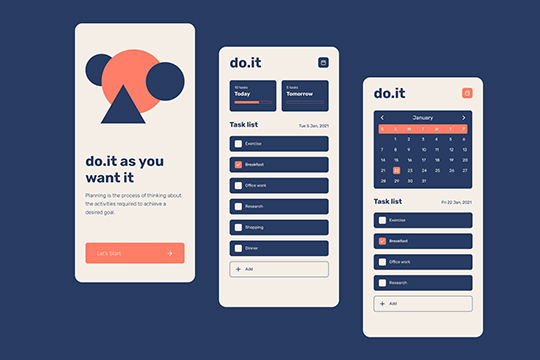 do.it as you
want it
Planning is the process of thinking about
the activities required to achieve a
desired goal.
Let's Start
do.it
10 tasks
Today
5 tasks
Tomorrow
Task list
Tue 5 Jan, 2021
Exercise
Breakfast
Office work
Research
Shopping
Dinner
+ Add
do.it
January
1 2 3 4 5 6
7 8 9 10 11 12 13
14 15 16 17 18 19 20
21 22 23 24 25 26 27
28 29 30 31
Task list
Fri 22 Jan, 2021
Exercise
Breakfast
Office work
Research
+ Add